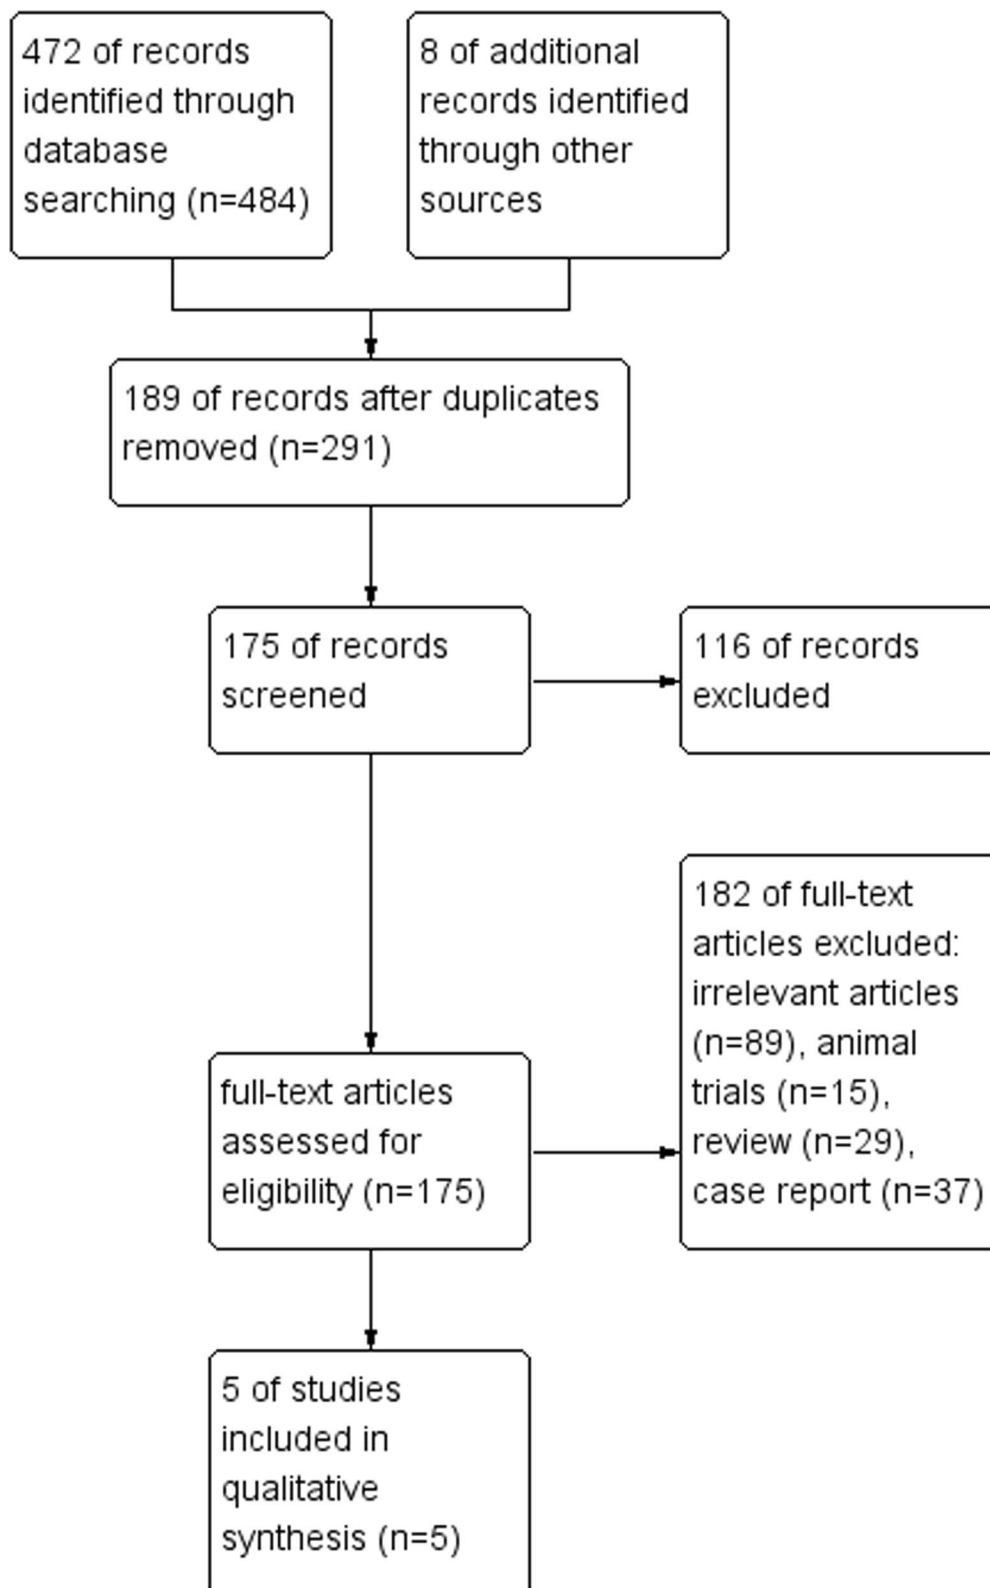 472 of records
identified through
database
searching (n=484)
8 of additional
records identified
through other
sources
189 of records after duplicates
removed (n=291)
175 of records
screened
116 of records
excluded
182 of full-text
articles excluded:
irrelevant articles
(n=89), animal
trials (n=15),
review (n=29),
case report (n=37)
full-text articles
assessed for
eligibility (n=175)
5 of studies
included in
qualitative
synthesis (n=5)